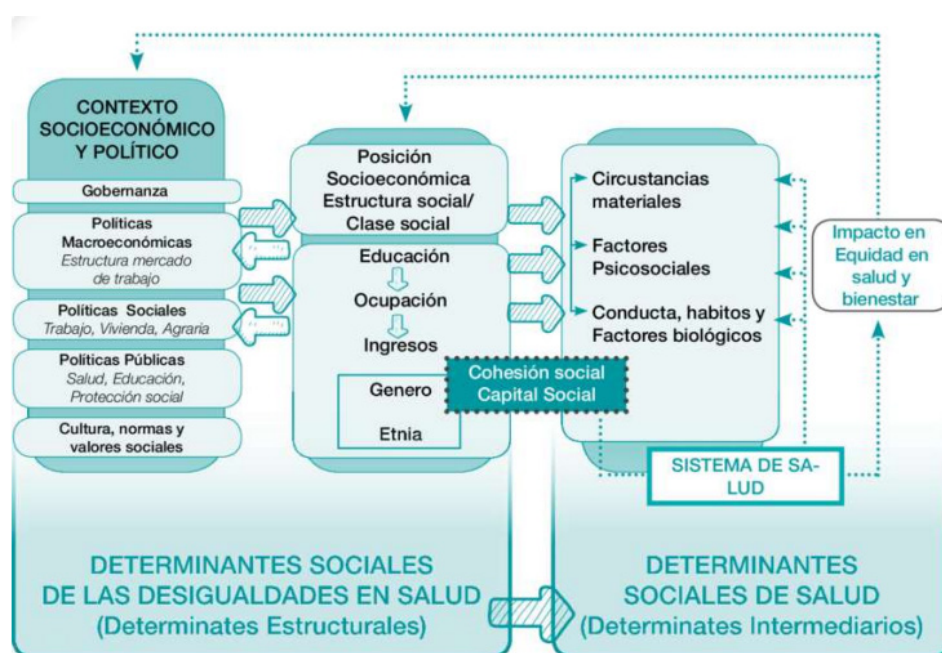 CONTEXTO
SOCIOECONÓMICO
Y POLÍTICO
Gobernanza
Políticas
Macroeconómicas
Estructura mercado
de trabajo
Políticas Sociales
Trabajo, Vivienda, Agraria
Políticas Públicas
Salud, Educación,
Protección social
Cultura, normas y
valores sociales
Posición
Socioeconómica
Estructura social/
Clase social
Educación
Ocupación
Ingresos
Genero
Etnia
Cohesión social
Capital Social
Circustancias
materiales
Factores
Psicosociales
Conducta, habitos y
Factores biológicos
SISTEMA DE SA-
LUD
Impacto en
Equidad en
salud y
bienestar
DETERMINANTES SOCIALES
DE LAS DESIGUALDADES EN SALUD
(Determinates Estructurales)
DETERMINANTES
SOCIALES DE SALUD
(Determinates Intermediarios)